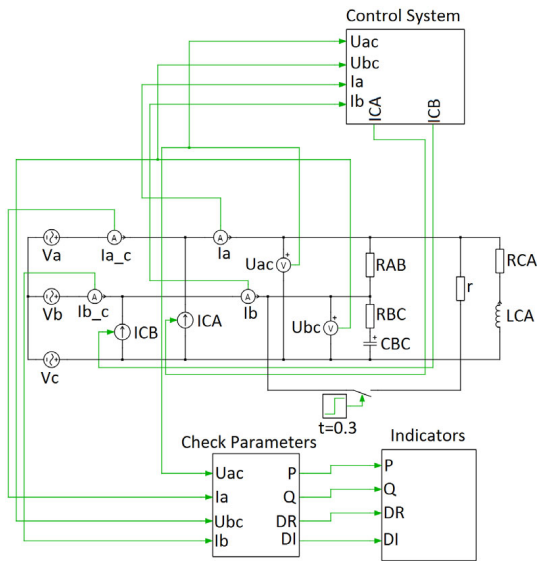 Control System
Uac
Ubc
Ia
Ib
ICA
ICB
A
A
Va
Ia_c
Ia
Uac
+
V
RAB
RCA
r
A
A
Vb
Ib_c
Ib
ICB
ICA
Ubc
+
V
RBC
+
CBC
+
LCA
Vc
t=0.3
Check Parameters
Indicators
Uac
P
P
Ia
Q
Q
Ubc
DR
DR
Ib
DI
DI